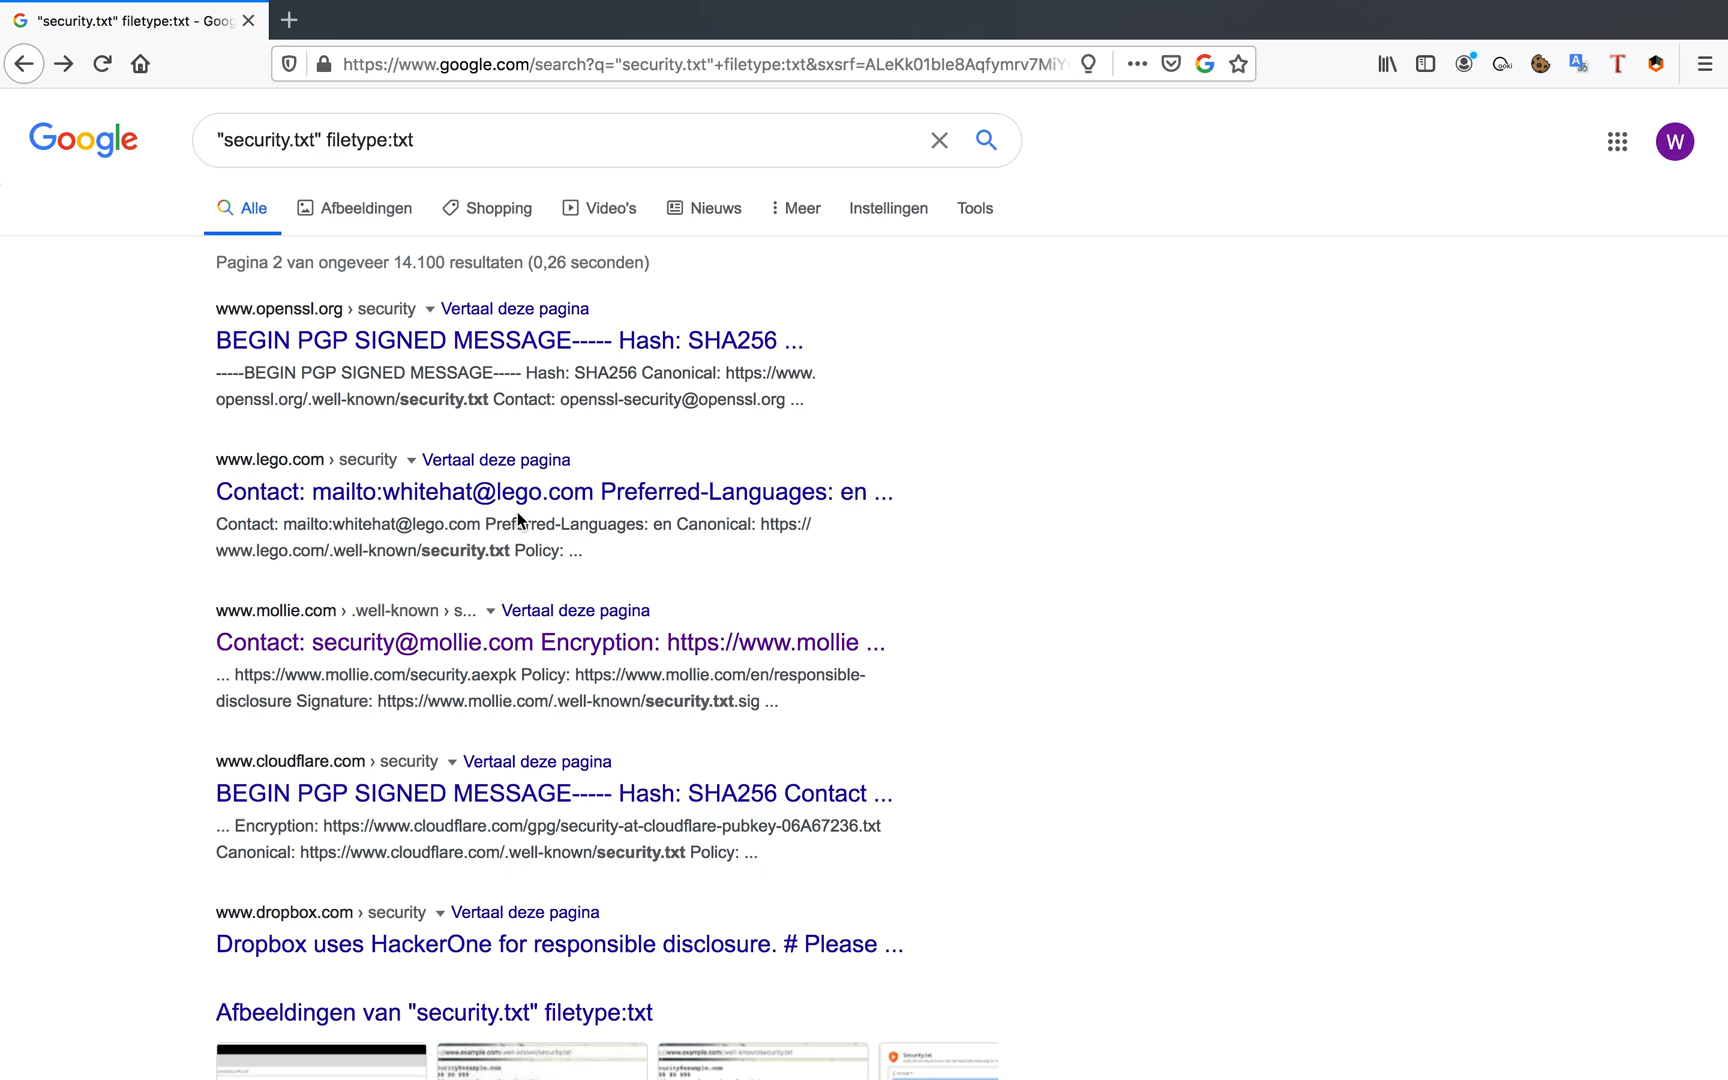 "security.txt" filetype:txt - Goog
https://www.google.com/search?q="security.txt"+filetype:txt&sxsrf=ALeKk01ble8Aqfymrv7MiY
Google
"security.txt" filetype:txt
W
Alle Afbeeldingen Shopping Video's Nieuws Meer Instellingen Tools
Pagina 2 van ongeveer 14.100 resultaten (0,26 seconden)
www.openssl.org › security Vertaal deze pagina
BEGIN PGP SIGNED MESSAGE----- Hash: SHA256 ...
-----BEGIN PGP SIGNED MESSAGE----- Hash: SHA256 Canonical: https://www.
openssl.org/.well-known/security.txt Contact: openssl-security@openssl.org ...
www.lego.com › security Vertaal deze pagina
Contact: mailto:whitehat@lego.com Preferred-Languages: en ...
Contact: mailto:whitehat@lego.com Preferred-Languages: en Canonical: https://
www.lego.com/.well-known/security.txt Policy: ...
www.mollie.com › .well-known › s... Vertaal deze pagina
Contact: security@mollie.com Encryption: https://www.mollie ...
... https://www.mollie.com/security.aexpk Policy: https://www.mollie.com/en/responsible-
disclosure Signature: https://www.mollie.com/.well-known/security.txt.sig ...
www.cloudflare.com › security Vertaal deze pagina
BEGIN PGP SIGNED MESSAGE----- Hash: SHA256 Contact ...
... Encryption: https://www.cloudflare.com/gpg/security-at-cloudflare-pubkey-06A67236.txt
Canonical: https://www.cloudflare.com/.well-known/security.txt Policy: ...
www.dropbox.com › security Vertaal deze pagina
Dropbox uses HackerOne for responsible disclosure. # Please ...
Afbeeldingen van "security.txt" filetype:txt